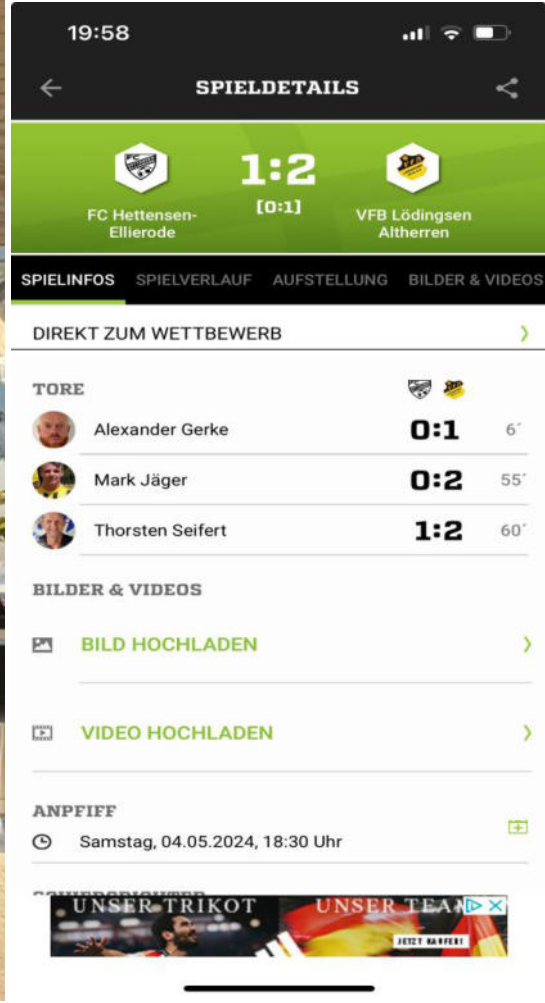 19:58
SPIELDETAILS
1:2
[0:1]
FC Hettensen-
Ellierode
VFB Lödingsen
Altherren
SPIELINFOS SPIELVERLAUF AUFSTELLUNG BILDER & VIDEOS
DIREKT ZUM WETTBEWERB
TORE
Alexander Gerke 0:1 6´
Mark Jäger 0:2 55´
Thorsten Seifert 1:2 60´
BILDER & VIDEOS
BILD HOCHLADEN
VIDEO HOCHLADEN
ANPFIFF
Samstag, 04.05.2024, 18:30 Uhr
UNSER TRIKOT UNSER TEAM
JETZT KAUFEN!